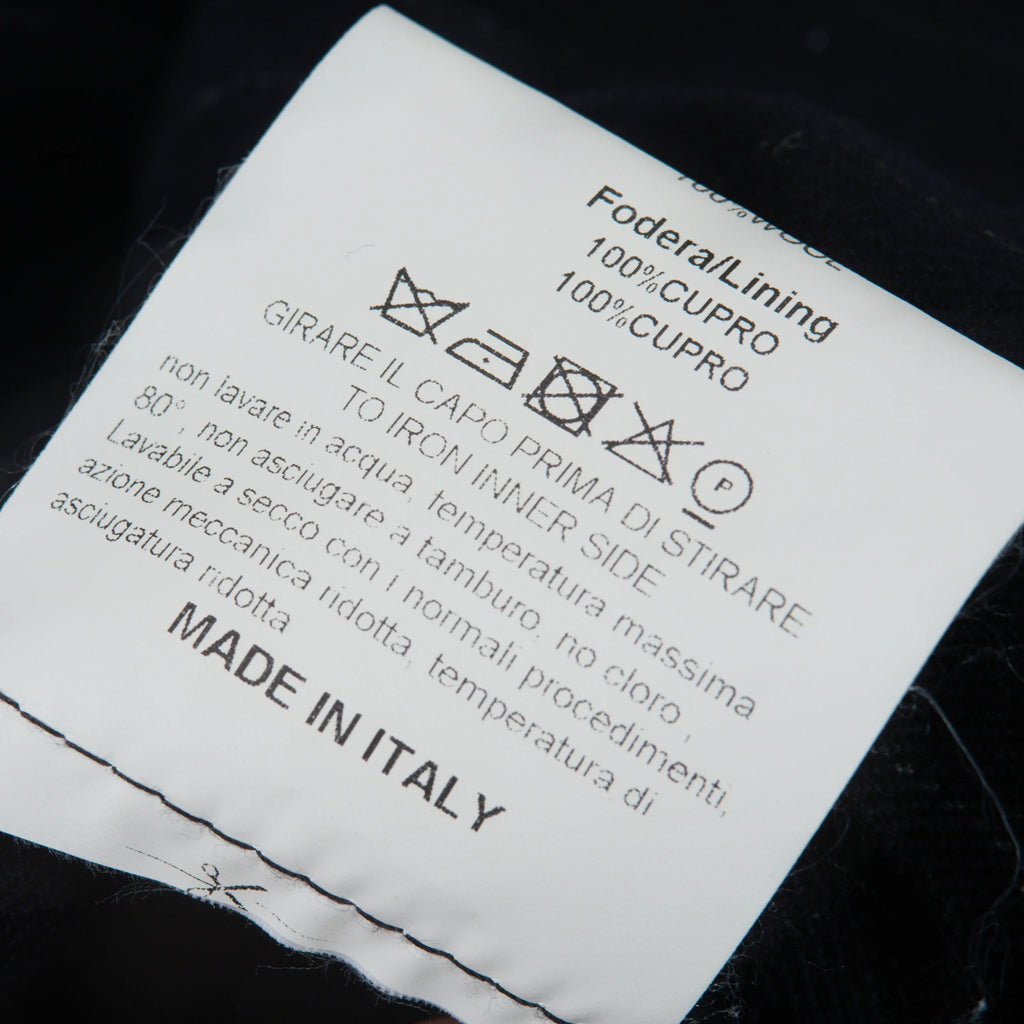 100%WOOL
Fodera/Lining
100%CUPRO
100%CUPRO
P
GIRARE IL CAPO PRIMA DI STIRARE
TO IRON INNER SIDE
non lavare in acqua, temperatura massima
80°, non asciugare a tamburo, no cloro,
Lavabile a secco con i normali procedimenti,
azione meccanica ridotta, temperatura di
asciugatura ridotta
MADE IN ITALY